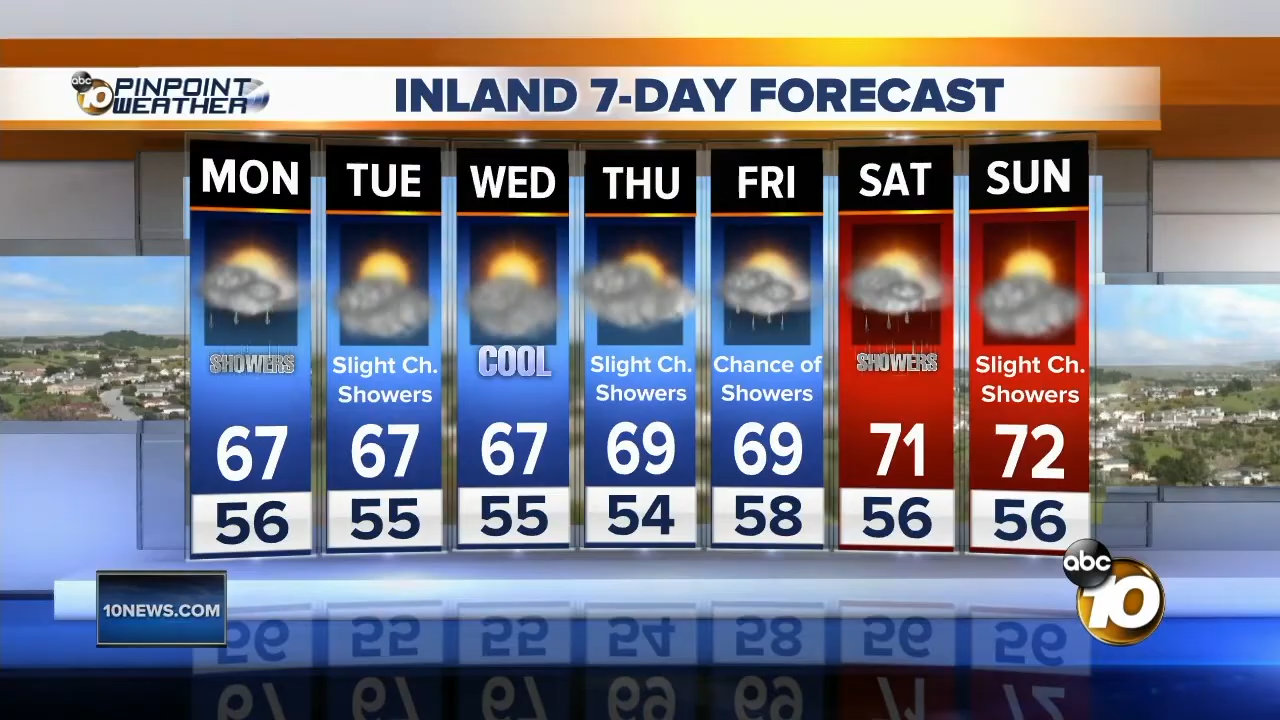 abc
10 PINPOINT
WEATHER
INLAND 7-DAY FORECAST
MON TUE WED THU FRI SAT SUN
SHOWERS Slight Ch. COOL Slight Ch. Chance of SHOWERS Slight Ch.
Showers Showers Showers Showers
67 67 67 69 69 71 72
56 55 55 54 58 56 56
10NEWS.COM
abc
10